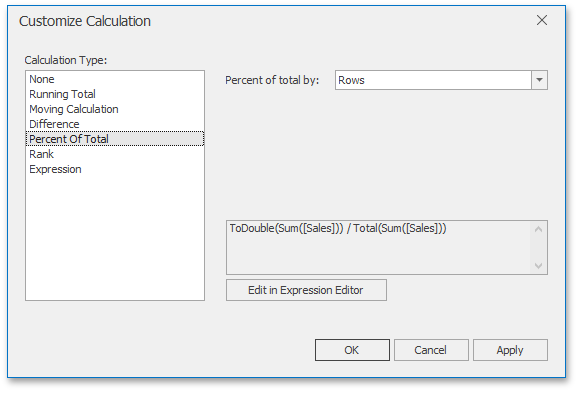 Customize Calculation
Calculation Type:
None
Running Total
Moving Calculation
Difference
Percent Of Total
Rank
Expression
Percent of total by:
Rows
ToDouble(Sum([Sales])) / Total(Sum([Sales]))
Edit in Expression Editor
OK
Cancel
Apply